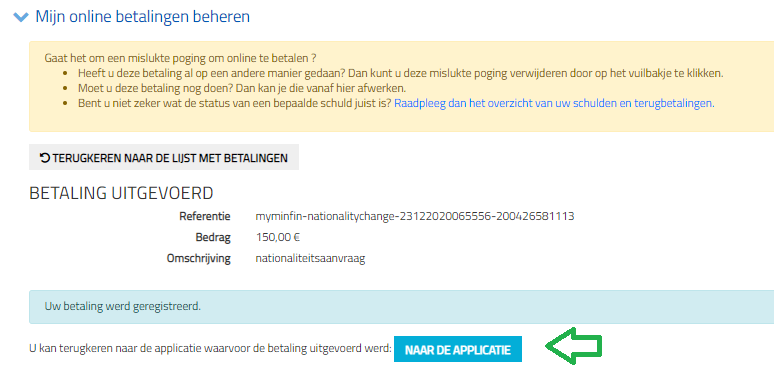 Mijn online betalingen beheren
Gaat het om een mislukte poging om online te betalen ?
• Heeft u deze betaling al op een andere manier gedaan? Dan kunt u deze mislukte poging verwijderen door op het vuilbakje te klikken.
• Moet u deze betaling nog doen? Dan kan je die vanaf hier afwerken.
• Bent u niet zeker wat de status van een bepaalde schuld juist is? Raadpleeg dan het overzicht van uw schulden en terugbetalingen.
TERUGKEREN NAAR DE LIJST MET BETALINGEN
BETALING UITGEVOERD
Referentie myminfin-nationalitychange-23122020065556-200426581113
Bedrag 150,00 €
Omschrijving nationaliteitsaanvraag
Uw betaling werd geregistreerd.
U kan terugkeren naar de applicatie waarvoor de betaling uitgevoerd werd: NAAR DE APPLICATIE